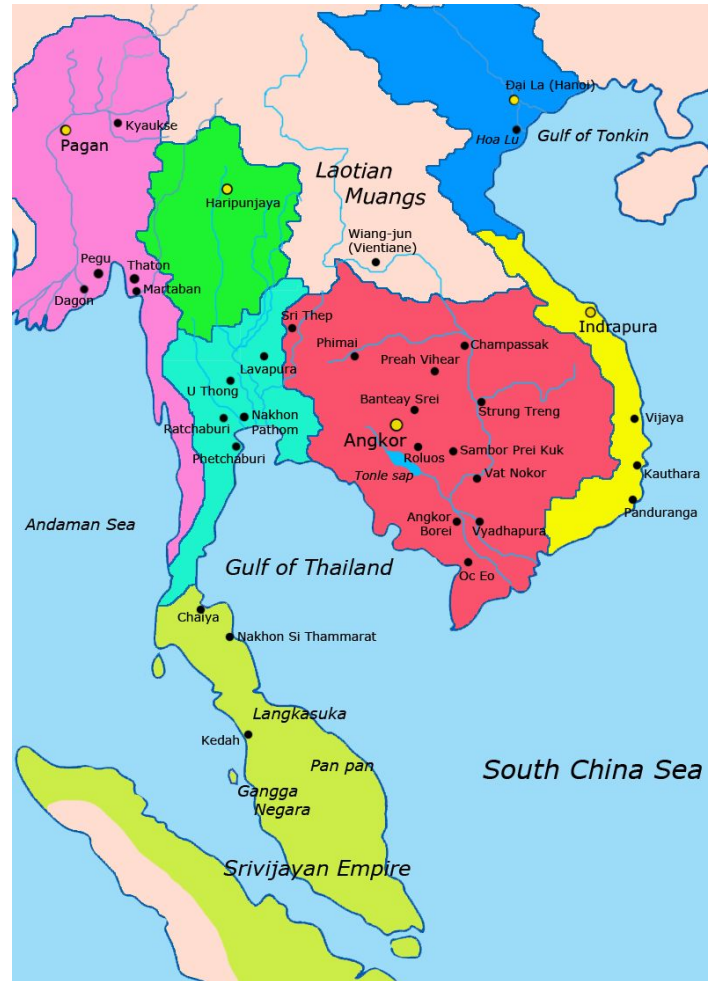 Đại La (Hanoi)
Kyaukse
Pagan
Hoa Lu
Gulf of Tonkin
Laotian
Muangs
Haripunjaya
Wiang-jun
(Vientiane)
Pegu
Thaton
Dagon
Martaban
Sri Thep
Indrapura
Phimai
Champassak
Lavapura
Preah Vihear
U Thong
Banteay Srei
Strung Treng
Ratchaburi
Nakhon
Pathom
Angkor
Vijaya
Phetchaburi
Roluos
Sambor Prei Kuk
Tonle sap
Vat Nokor
Kauthara
Panduranga
Andaman Sea
Angkor
Borei
Vyadhapura
Gulf of Thailand
Oc Eo
Chaiya
Nakhon Si Thammarat
Langkasuka
Kedah
Pan pan
South China Sea
Gangga
Negara
Srivijayan Empire